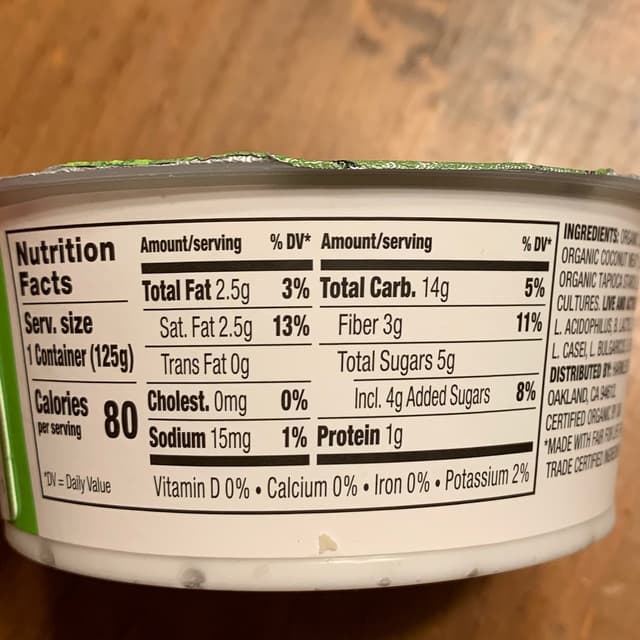 Nutrition
Facts
Serv. size
1 Container (125g)
Calories
per serving
80
*DV = Daily Value
Amount/serving % DV*
Total Fat 2.5g 3%
Sat. Fat 2.5g 13%
Trans Fat 0g
Cholest. 0mg 0%
Sodium 15mg 1%
Amount/serving % DV*
Total Carb. 14g 5%
Fiber 3g 11%
Total Sugars 5g
Incl. 4g Added Sugars 8%
Protein 1g
Vitamin D 0% • Calcium 0% • Iron 0% • Potassium 2%
INGREDIENTS:
ORGANIC COCONUT
ORGANIC TAPIOCA
CULTURES. LIVE AND
L. ACIDOPHILUS, B.
L. CASEI, L.
DISTRIBUTED BY:
OAKLAND, CA
CERTIFIED ORGANIC BY
*MADE WITH FAIR
TRADE CERTIFIED